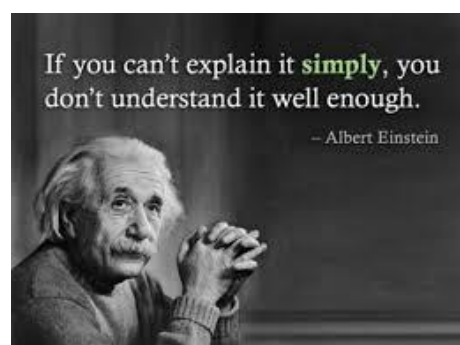 If you can’t explain it simply, you
don’t understand it well enough.
– Albert Einstein